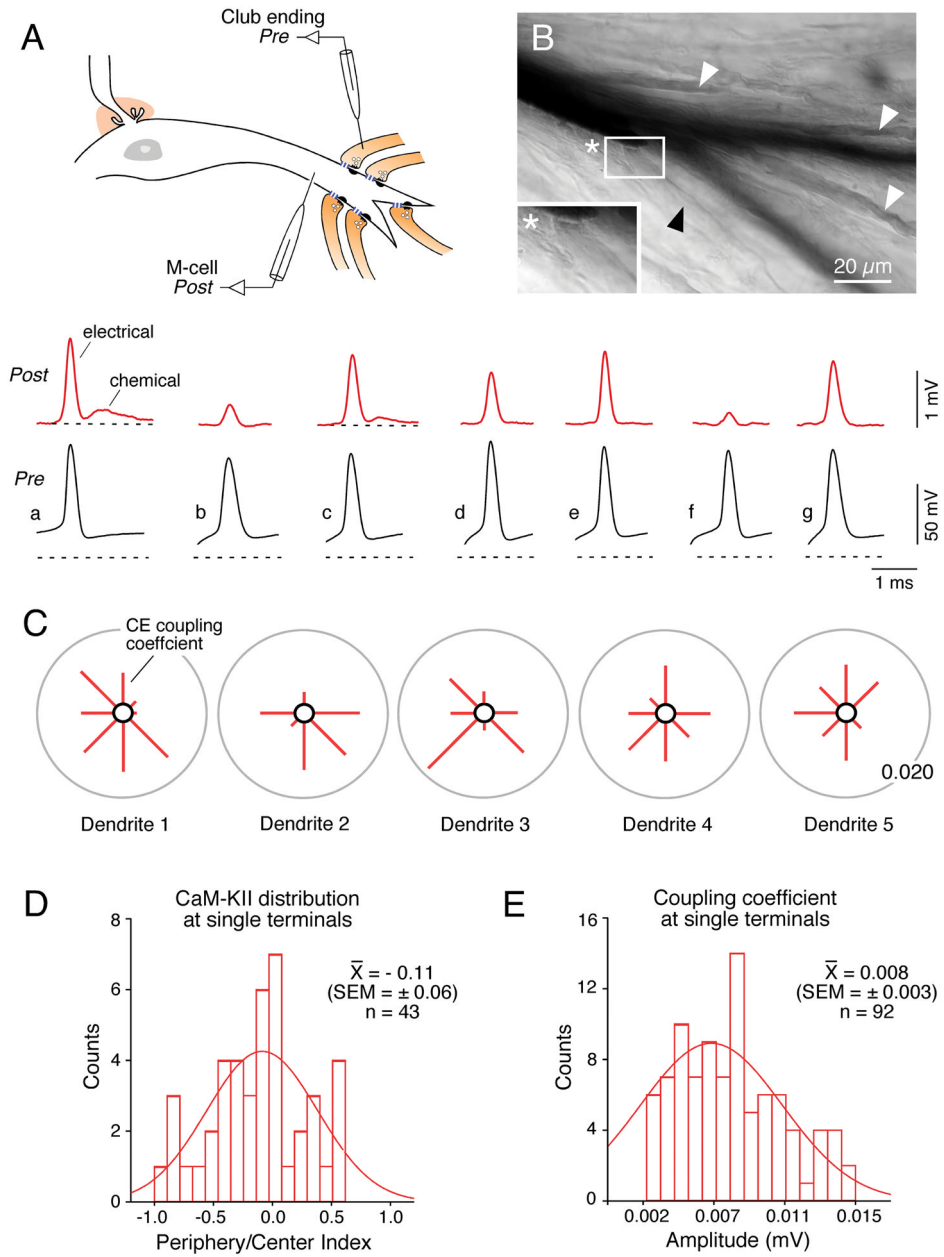 A
Club ending
Pre
M-cell
Post
B
*
*
20 µm
electrical
chemical
Post
1 mV
Pre
a
b
c
d
e
f
g
50 mV
1 ms
C
CE coupling
coeffcient
0.020
Dendrite 1
Dendrite 2
Dendrite 3
Dendrite 4
Dendrite 5
D
CaM-KII distribution
at single terminals
8
6
4
2
0
Counts
X̅ = - 0.11
(SEM = ± 0.06)
n = 43
-1.0
-0.5
0.0
0.5
1.0
Periphery/Center Index
E
Coupling coefficient
at single terminals
16
14
8
4
0
Counts
X̅ = 0.008
(SEM = ± 0.003)
n = 92
0.002
0.007
0.011
0.015
Amplitude (mV)